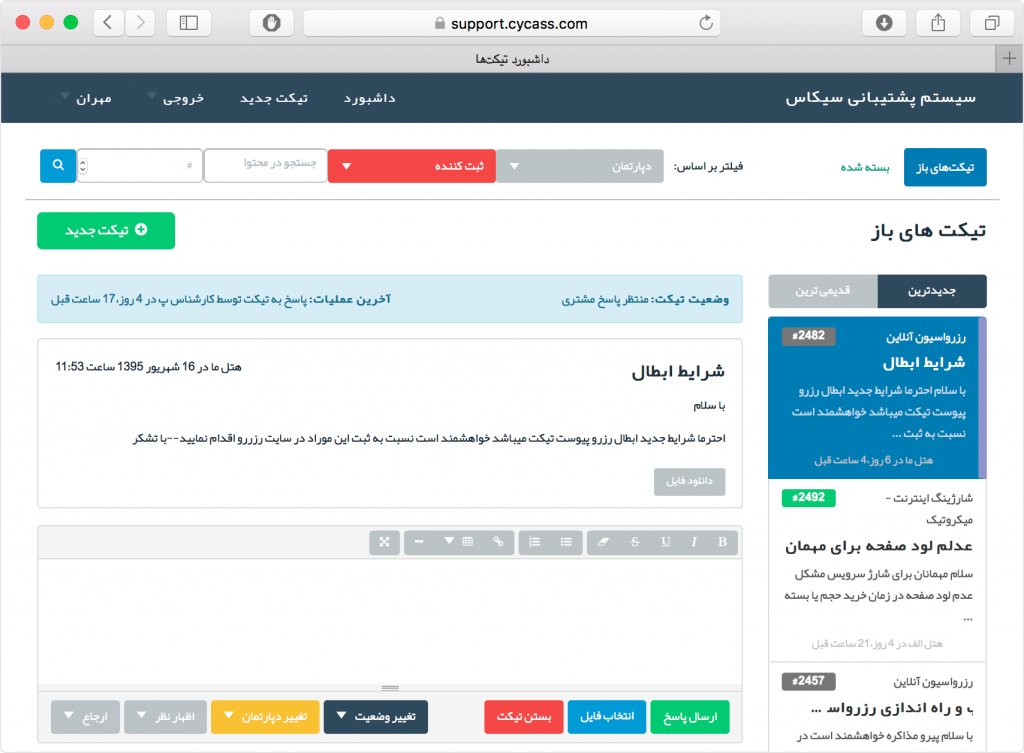 support.cycass.com
داشبورد تیکت‌ها
سیستم پشتیبانی سیکاس
داشبورد
تیکت جدید
خروجی
مهران
تیکت‌های باز
بسته شده
فیلتر بر اساس:
دپارتمان
ثبت کننده
جستجو در محتوا
#
تیکت های باز
تیکت جدید
جدیدترین
قدیمی ترین
رزرواسیون آنلاین
#2482
شرایط ابطال
با سلام احترما شرایط جدید ابطال رزرو
پیوست تیکت میباشد خواهشمند است
نسبت به ثبت ...
هتل ما در 6 روز،4 ساعت قبل
شارژینگ اینترنت -
میکروتیک
#2492
عدلم لود صفحه برای مهمان
سلام مهمانان برای شارژ سرویس مشکل
عدم لود صفحه در زمان خرید حجم یا بسته
...
هتل الف در 4 روز،21 ساعت قبل
رزرواسیون آنلاین
#2457
ب و راه اندازی رزرواس ...
با سلام پیرو مذاکره خواهشمند است در
وضعیت تیکت: منتظر پاسخ مشتری
آخرین عملیات: پاسخ به تیکت توسط کارشناس پ در 4 روز،17 ساعت قبل
شرایط ابطال
هتل ما در 16 شهریور 1395 ساعت 11:53
با سلام
احترما شرایط جدید ابطال رزرو پیوست تیکت میباشد خواهشمند است نسبت به ثبت این موراد در سایت رزررو اقدام نمایید--با تشکر
دانلود فایل
B I U S
ارسال پاسخ
انتخاب فایل
بستن تیکت
تغییر وضعیت
تغییر دپارتمان
اظهار نظر
ارجاع